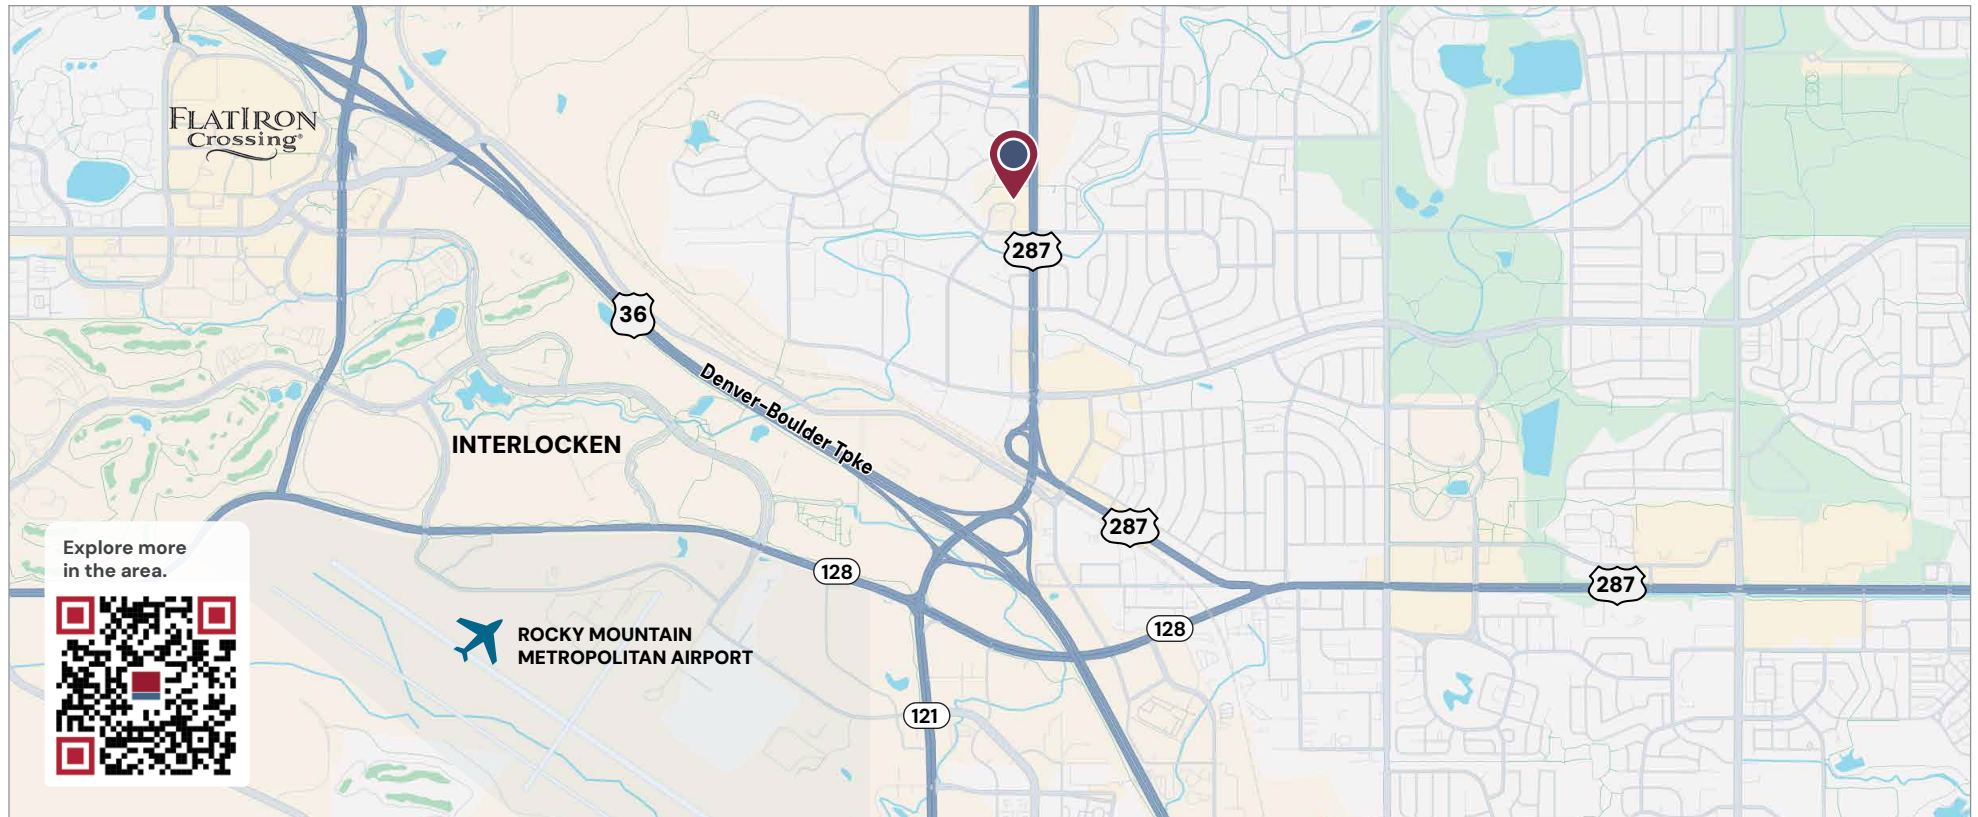 FLATIRON
Crossing®
287
36
Denver-Boulder Tpke
INTERLOCKEN
287
Explore more
in the area.
128
287
128
ROCKY MOUNTAIN
METROPOLITAN AIRPORT
121